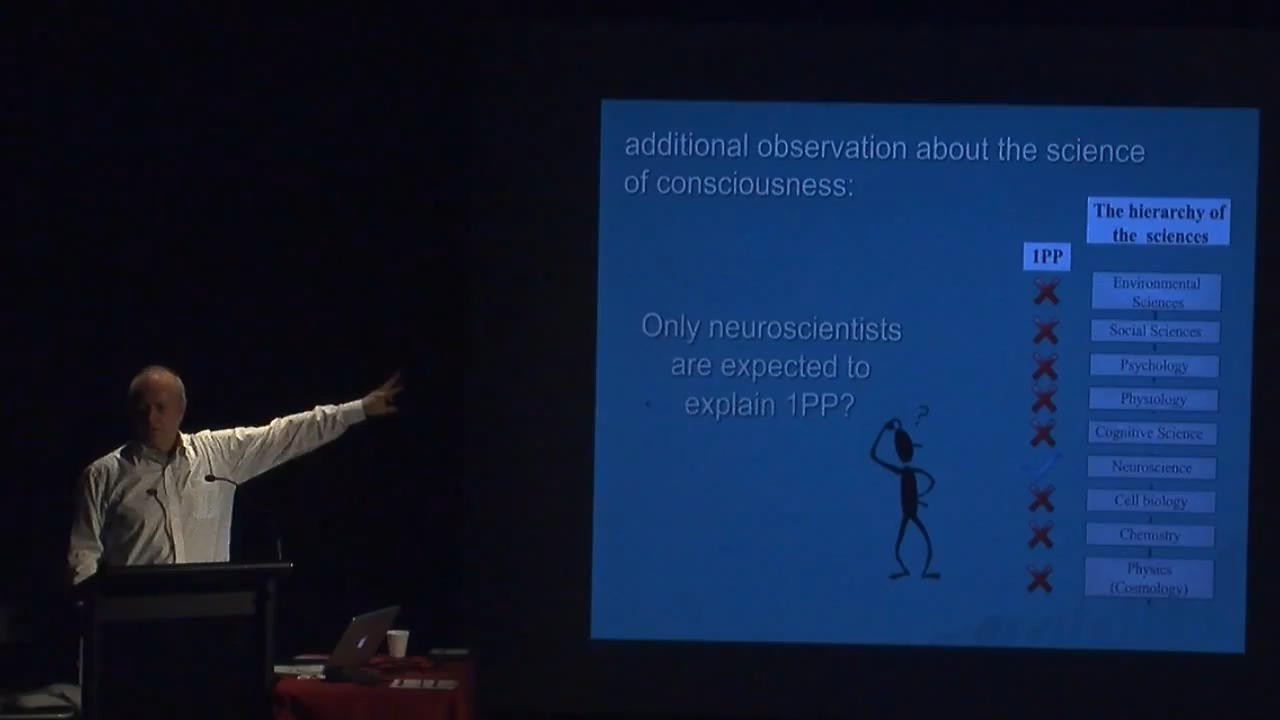 additional observation about the science
of consciousness:
The hierarchy of
the sciences
1PP
Environmental
Sciences
Social Sciences
Only neuroscientists
are expected to
explain 1PP?
Psychology
Physiology
?
Cognitive Science
Neuroscience
Cell biology
Chemistry
Physics
(Cosmology)